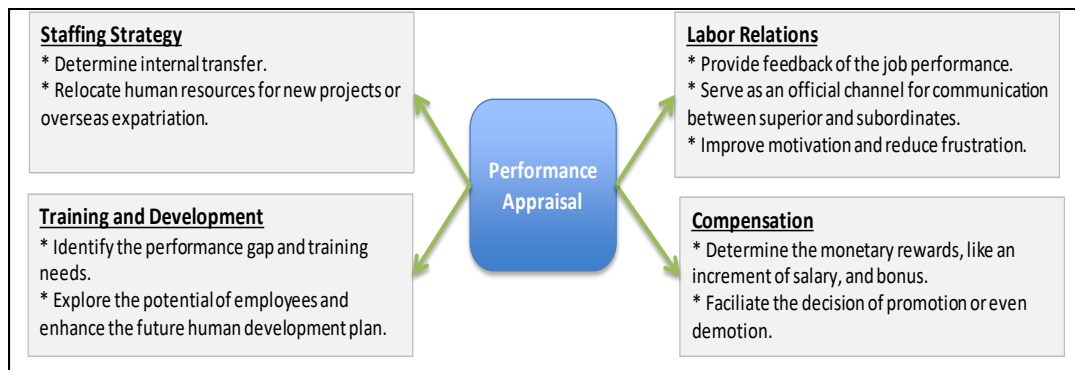 Staffing Strategy
* Determine internal transfer.
* Relocate human resources for new projects or
overseas expatriation.
Labor Relations
* Provide feedback of the job performance.
* Serve as an official channel for communication
between superior and subordinates.
* Improve motivation and reduce frustration.
Performance
Appraisal
Training and Development
* Identify the performance gap and training
needs.
* Explore the potential of employees and
enhance the future human development plan.
Compensation
* Determine the monetary rewards, like an
increment of salary, and bonus.
* Faciliate the decision of promotion or even
demotion.